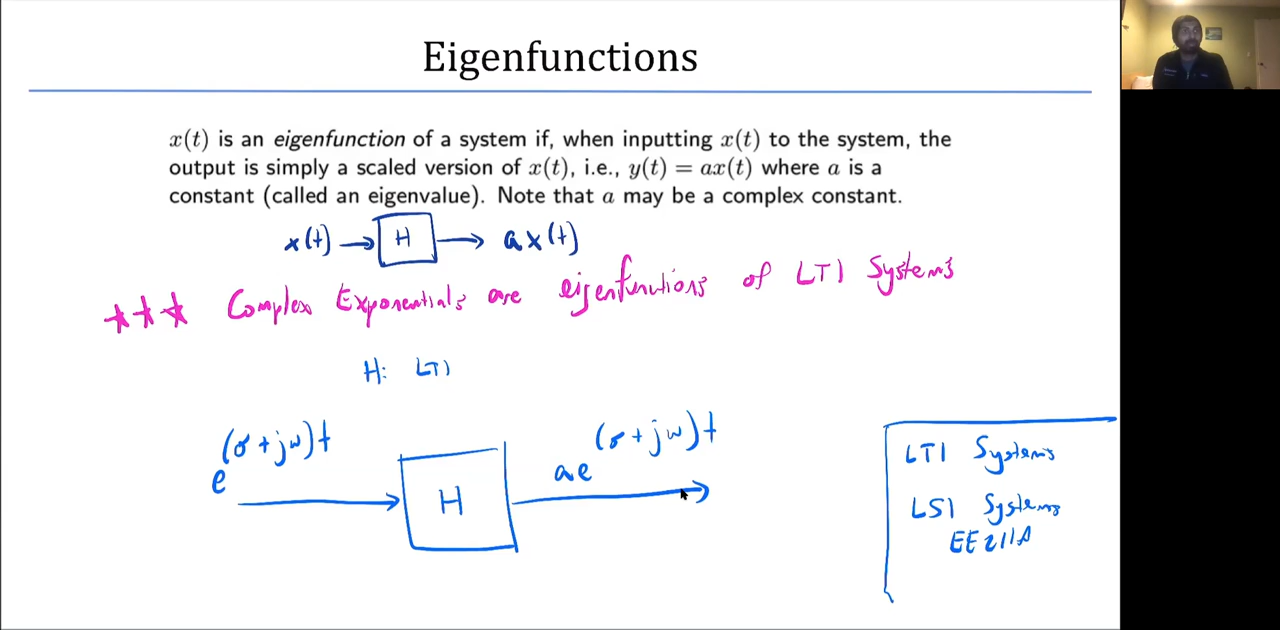 Eigenfunctions
x(t) is an eigenfunction of a system if, when inputting x(t) to the system, the
output is simply a scaled version of x(t), i.e., y(t) = ax(t) where a is a
constant (called an eigenvalue). Note that a may be a complex constant.
x(t) → H → ax(t)
*** Complex Exponentials are eigenfunctions of LTI Systems
H: LTI
e^(σ+jω)t → H → ae^(σ+jω)t
LTI Systems
LSI Systems
EE211A